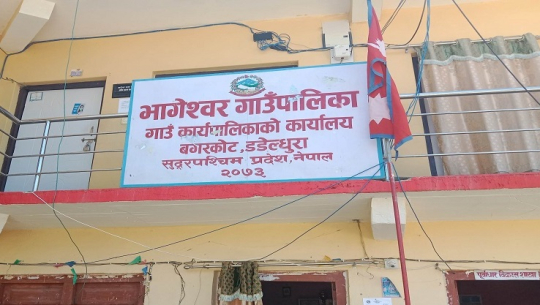 भागेश्वर गाउँपालिका
गाउँ कार्यपालिकाको कार्यालय
बगरकोट, डडेल्धुरा
सुदूरपश्चिम प्रदेश, नेपाल
२०७३
पूर्वाधार विकास शाखा